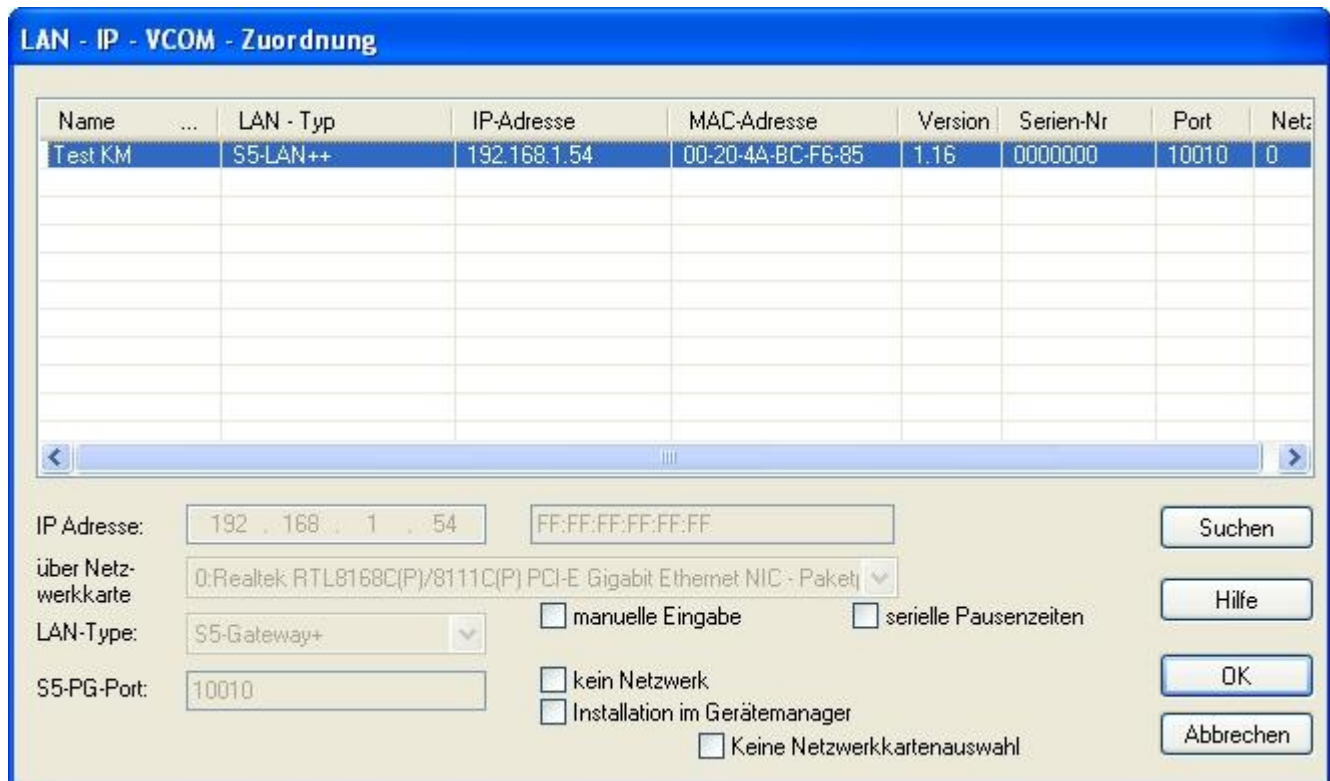 LAN - IP - VCOM - Zuordnung
Name ... LAN - Typ IP-Adresse MAC-Adresse Version Serien-Nr Port Netz
Test KM S5-LAN++ 192.168.1.54 00-20-4A-BC-F6-85 1.16 0000000 10010 0
IP Adresse: 192 . 168 . 1 . 54 FF:FF:FF:FF:FF:FF Suchen
über Netz-
werkkarte 0:Realtek RTL8168C(P)/8111C(P) PCI-E Gigabit Ethernet NIC - Paketp
manuelle Eingabe serielle Pausenzeiten Hilfe
LAN-Type: S5-Gateway+
S5-PG-Port: 10010 kein Netzwerk OK
Installation im Gerätemanager
Keine Netzwerkkartenauswahl Abbrechen